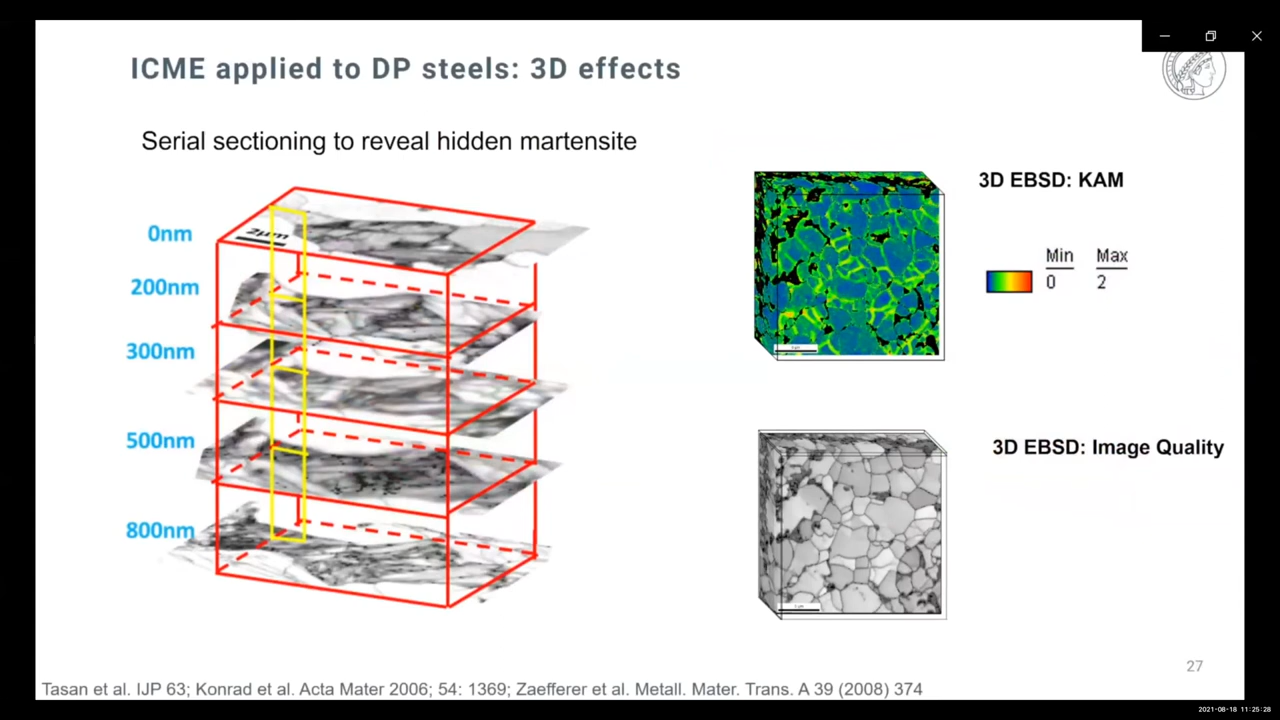 ICME applied to DP steels: 3D effects
Serial sectioning to reveal hidden martensite
0nm
2µm
200nm
300nm
500nm
800nm
3D EBSD: KAM
Min Max
0 2
3D EBSD: Image Quality
27
Tasan et al. IJP 63; Konrad et al. Acta Mater 2006; 54: 1369; Zaefferer et al. Metall. Mater. Trans. A 39 (2008) 374
2021-08-18 11:25:28